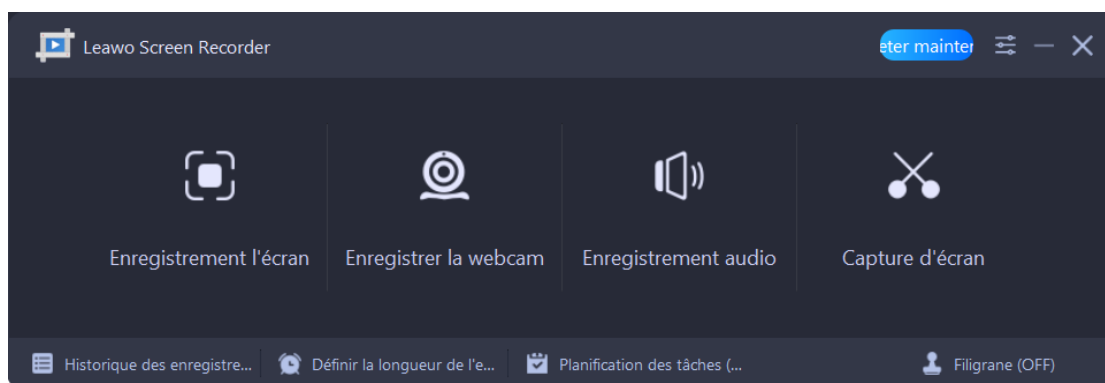 Leawo Screen Recorder
eter mainter
Enregistrement l'écran
Enregistrer la webcam
Enregistrement audio
Capture d'écran
Historique des enregistre...
Définir la longueur de l'e...
Planification des tâches (...
Filigrane (OFF)